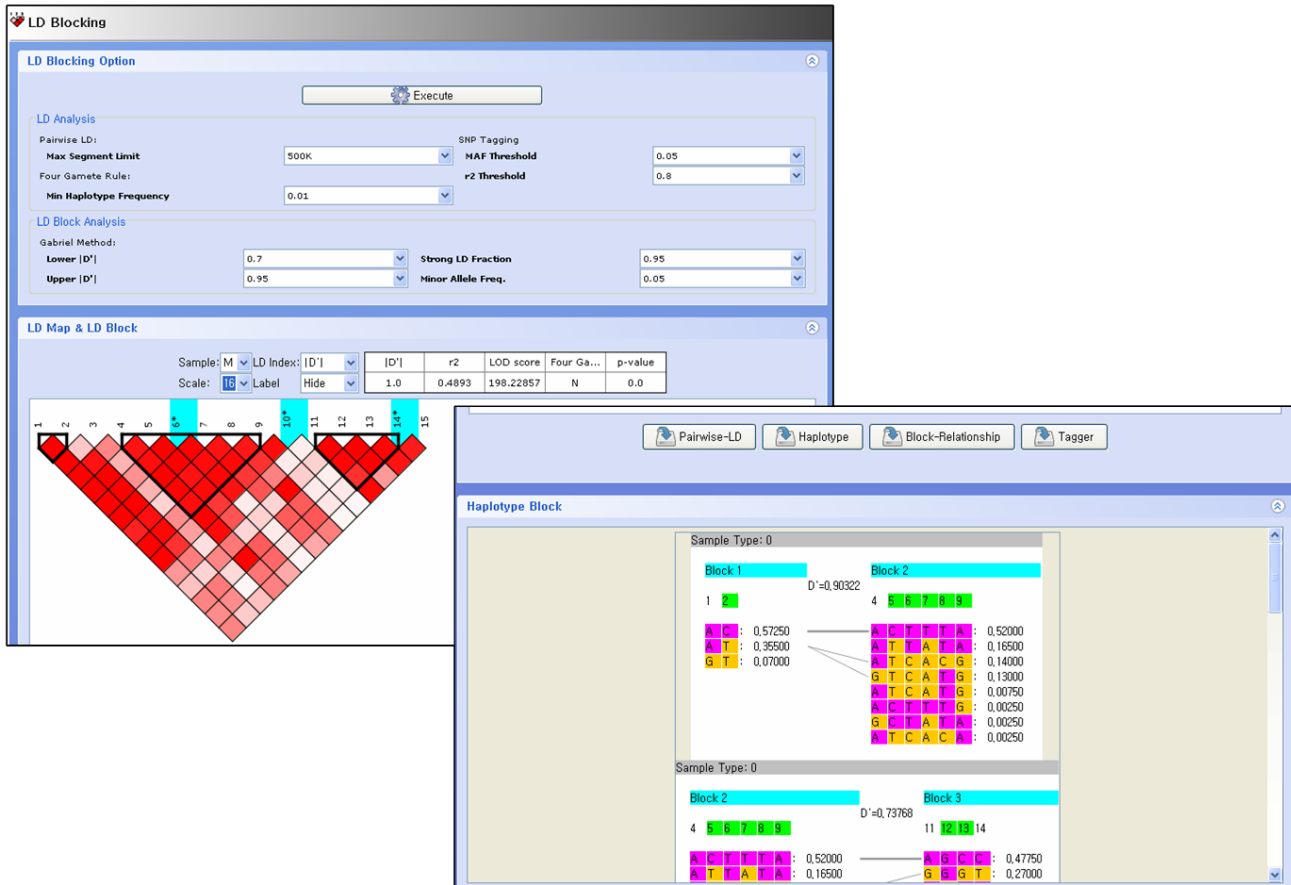 LD Blocking
LD Blocking Option
Execute
LD Analysis
Pairwise LD:
SNP Tagging
Max Segment Limit 500K MAF Threshold 0.05
Four Gamete Rule: r2 Threshold 0.8
Min Haplotype Frequency 0.01
LD Block Analysis
Gabriel Method:
Lower |D'| 0.7 Strong LD Fraction 0.95
Upper |D'| 0.95 Minor Allele Freq. 0.05
LD Map & LD Block
Sample: M LD Index: |D'| |D'| r2 LOD score Four Ga... p-value
Scale: 16 Label Hide 1.0 0.4893 198.22857 N 0.0
1 2 3 4 5 6* 7 8 9 10* 11 12 13 14* 15
Pairwise-LD Haplotype Block-Relationship Tagger
Haplotype Block
Sample Type: 0
Block 1 Block 2
D'=0,90322
1 2 4 5 6 7 8 9
A C : 0,57250 A C T T T A : 0,52000
A T : 0,35500 A T T A T A : 0,16500
G T : 0,07000 A T C A C G : 0,14000
G T C A T G : 0,13000
A T C A T G : 0,00750
A C T T T G : 0,00250
G C T A T A : 0,00250
A T C A C A : 0,00250
Sample Type: 0
Block 2 Block 3
D'=0,73768
4 5 6 7 8 9 11 12 13 14
A C T T T A : 0,52000 A G C C : 0,47750
A T T A T A : 0,16500 G G G T : 0,27000